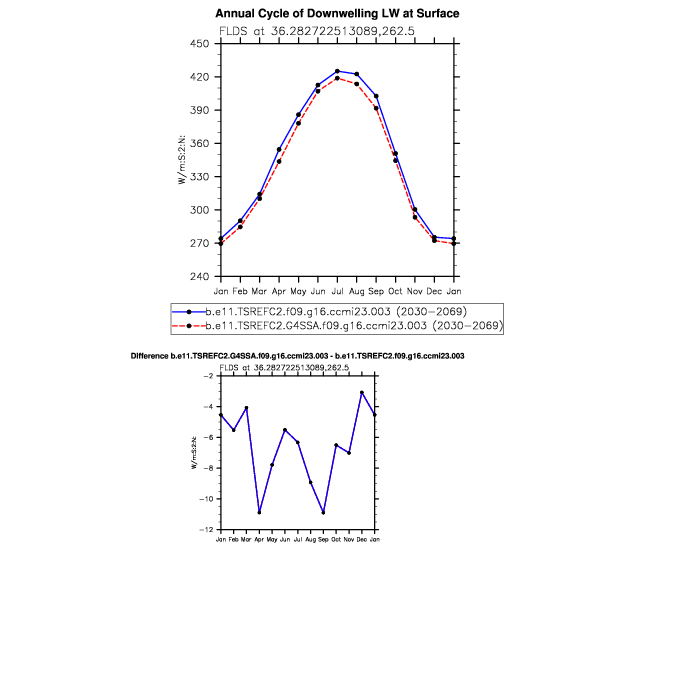 Annual Cycle of Downwelling LW at Surface
FLDS at 36.282722513089,262.5
450
420
390
360
330
300
270
240
W/m:S:2:N:
Jan Feb Mar Apr May Jun Jul Aug Sep Oct Nov Dec Jan
b.e11.TSREFC2.f09.g16.ccmi23.003 (2030-2069)
b.e11.TSREFC2.G4SSA.f09.g16.ccmi23.003 (2030-2069)
Difference b.e11.TSREFC2.G4SSA.f09.g16.ccmi23.003 - b.e11.TSREFC2.f09.g16.ccmi23.003
FLDS at 36.282722513089,262.5
-2
-4
-6
-8
-10
-12
W/m:S:2:N:
Jan Feb Mar Apr May Jun Jul Aug Sep Oct Nov Dec Jan